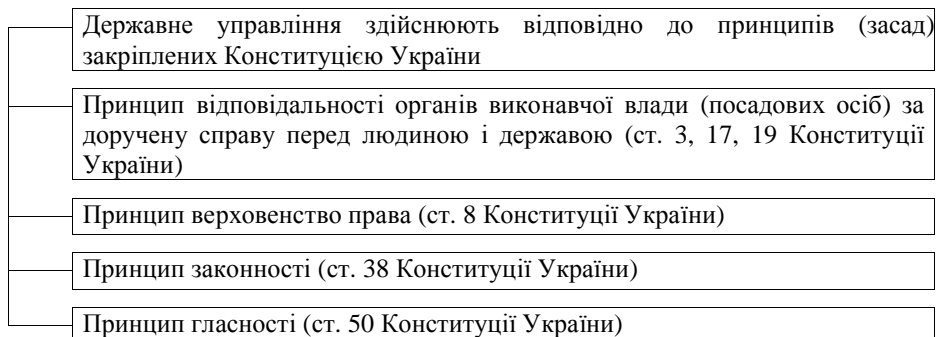 Державне управління здійснюють відповідно до принципів (засад)
закріплених Конституцією України
Принцип відповідальності органів виконавчої влади (посадових осіб) за
доручену справу перед людиною і державою (ст. 3, 17, 19 Конституції
України)
Принцип верховенство права (ст. 8 Конституції України)
Принцип законності (ст. 38 Конституції України)
Принцип гласності (ст. 50 Конституції України)